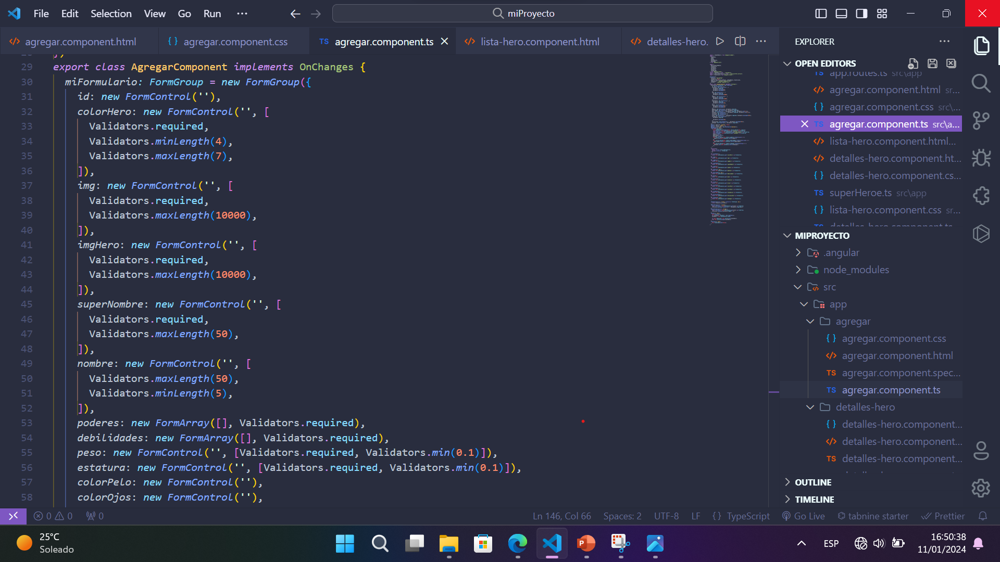 File Edit Selection View Go Run ···
miProyecto
agregar.component.html
{ } agregar.component.css
TS agregar.component.ts
lista-hero.component.html
detalles-hero.
29 export class AgregarComponent implements OnChanges {
30 miFormulario: FormGroup = new FormGroup({
31 id: new FormControl(''),
32 colorHero: new FormControl('', [
33 Validators.required,
34 Validators.minLength(4),
35 Validators.maxLength(7),
36 ]),
37 img: new FormControl('', [
38 Validators.required,
39 Validators.maxLength(10000),
40 ]),
41 imgHero: new FormControl('', [
42 Validators.required,
43 Validators.maxLength(10000),
44 ]),
45 superNombre: new FormControl('', [
46 Validators.required,
47 Validators.maxLength(50),
48 ]),
49 nombre: new FormControl('', [
50 Validators.maxLength(50),
51 Validators.minLength(5),
52 ]),
53 poderes: new FormArray([], Validators.required),
54 debilidades: new FormArray([], Validators.required),
55 peso: new FormControl('', [Validators.required, Validators.min(0.1)]),
56 estatura: new FormControl('', [Validators.required, Validators.min(0.1)]),
57 colorPelo: new FormControl(''),
58 colorOjos: new FormControl(''),
EXPLORER
OPEN EDITORS
TS app.routes.ts src\app
agregar.component.html sr...
{ } agregar.component.css src\...
TS agregar.component.ts src\a...
lista-hero.component.html...
detalles-hero.component.ht...
{ } detalles-hero.component.cs...
TS superHeroe.ts src\app
{ } lista-hero.component.css sr...
MIPROYECTO
.angular
node_modules
src
app
agregar
{ } agregar.component.css
agregar.component.html
TS agregar.component.spec...
TS agregar.component.ts
detalles-hero
{ } detalles-hero.component...
detalles-hero.component...
TS detalles-hero.component...
OUTLINE
TIMELINE
0 0 0
Ln 146, Col 66 Spaces: 2 UTF-8 LF { } TypeScript Go Live tabnine starter Prettier
25°C
Soleado
ESP
16:50:38
11/01/2024